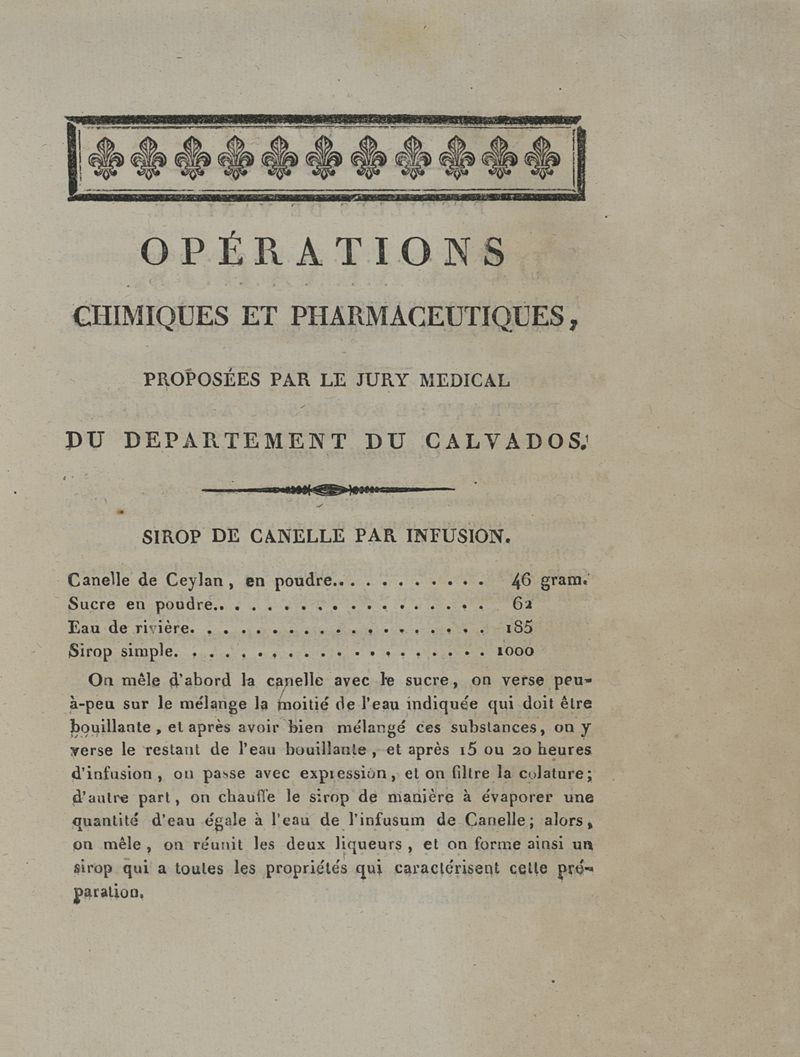 OPÉRATIONS
CHIMIQUES ET PHARMACEUTIQUES,
PROPOSÉES PAR LE JURY MEDICAL
DU DEPARTEMENT DU CALVADOS.
SIROP DE CANELLE PAR INFUSION.
Canelle de Ceylan, en poudre........... 46 gram.
Sucre en poudre................. 62
Eau de rivière................... 185
Sirop simple.................... 1000
On mêle d'abord la canelle avec le sucre, on verse peu-
à-peu sur le mélange la moitié de l'eau indiquée qui doit être
bouillante, et après avoir bien mélangé ces substances, on y
verse le restant de l'eau bouillante, et après 15 ou 20 heures
d'infusion, on passe avec expression, et on filtre la colature;
d'autre part, on chauffe le sirop de manière à évaporer une
quantité d'eau égale à l'eau de l'infusum de Canelle; alors,
on mêle, on réunit les deux liqueurs, et on forme ainsi un
sirop qui a toutes les propriétés qui caractérisent cette pré-
paration.